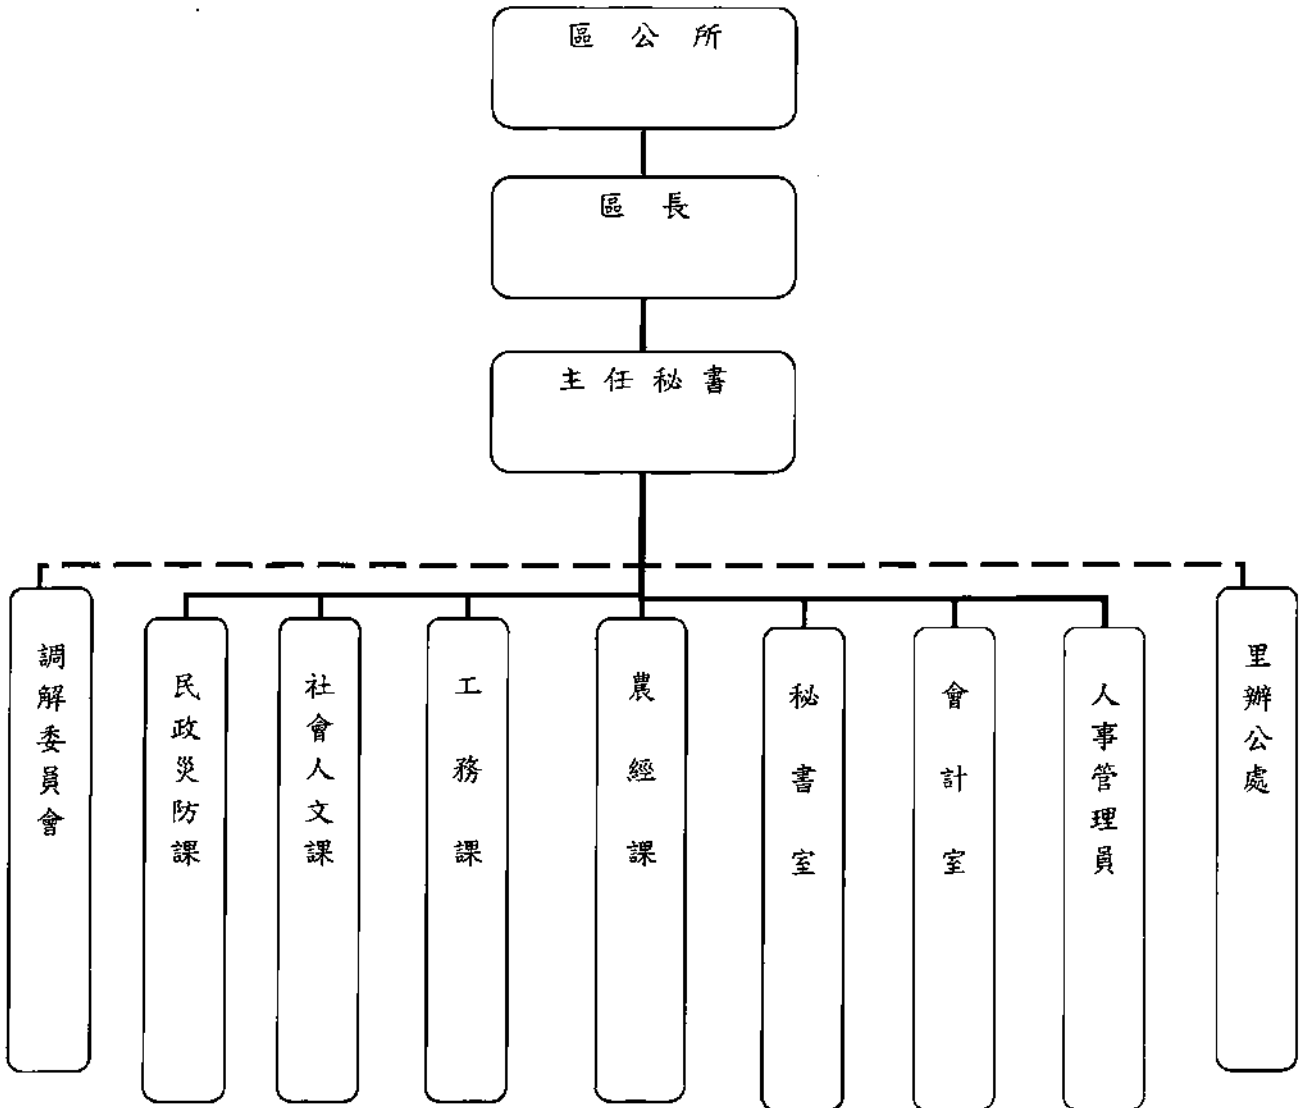 區公所
區長
主任秘書
調解委員會
民政災防課
社會人文課
工務課
農經課
秘書室
會計室
人事管理員
里辦公處